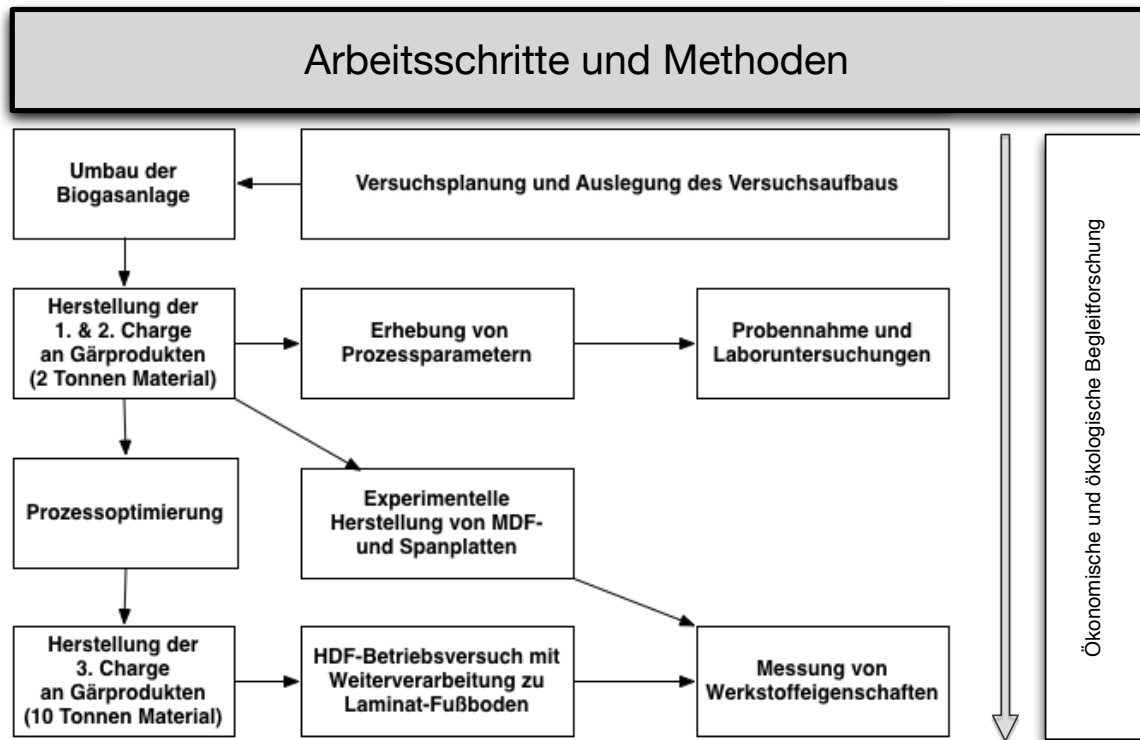 Arbeitsschritte und Methoden
Umbau der
Biogasanlage
Versuchsplanung und Auslegung des Versuchsaufbaus
Herstellung der
1. & 2. Charge
an Gärprodukten
(2 Tonnen Material)
Erhebung von
Prozessparametern
Probennahme und
Laboruntersuchungen
Prozessoptimierung
Experimentelle
Herstellung von MDF-
und Spanplatten
Herstellung der
3. Charge
an Gärprodukten
(10 Tonnen Material)
HDF-Betriebsversuch mit
Weiterverarbeitung zu
Laminat-Fußboden
Messung von
Werkstoffeigenschaften
Ökonomische und ökologische Begleitforschung